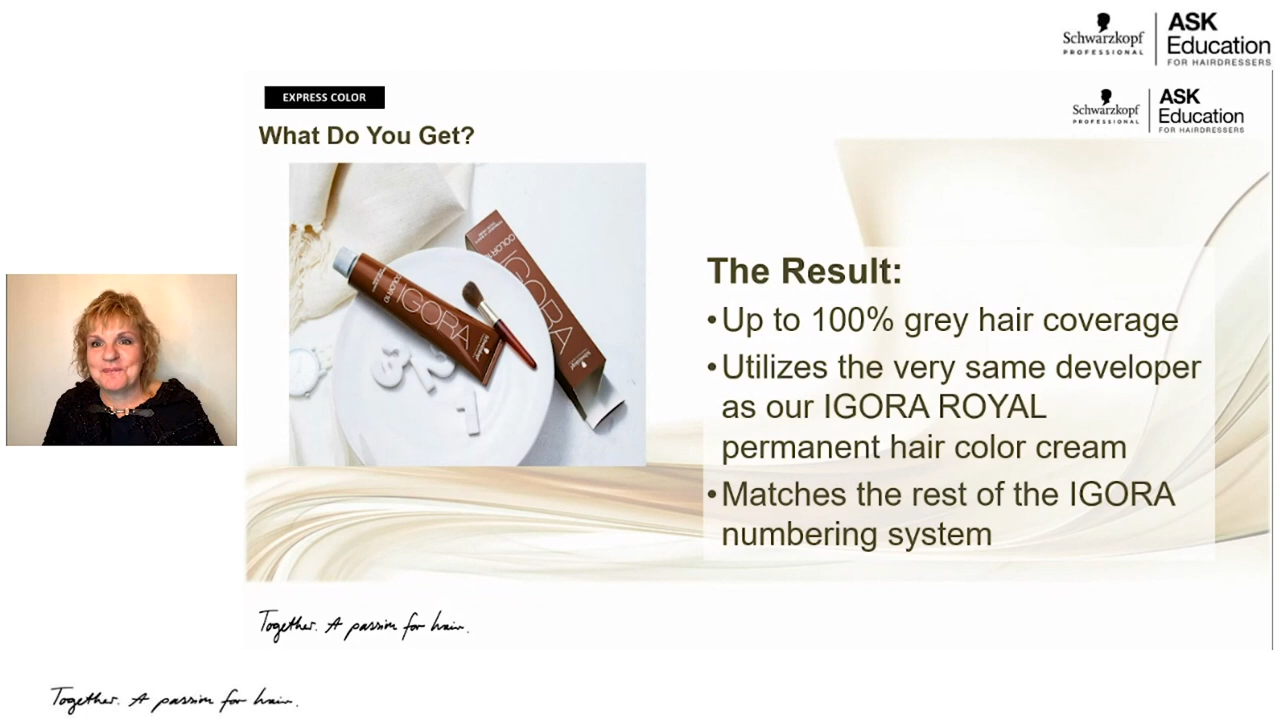 Schwarzkopf
PROFESSIONAL
ASK
Education
FOR HAIRDRESSERS
EXPRESS COLOR
Schwarzkopf
PROFESSIONAL
ASK
Education
FOR HAIRDRESSERS
What Do You Get?
IGORA
IGORA
The Result:
•Up to 100% grey hair coverage
•Utilizes the very same developer
as our IGORA ROYAL
permanent hair color cream
•Matches the rest of the IGORA
numbering system
Together. A passion for hair.
Together. A passion for hair.